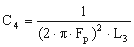 C₄ = 1 / ((2 · π · Fₚ)² · L₃)